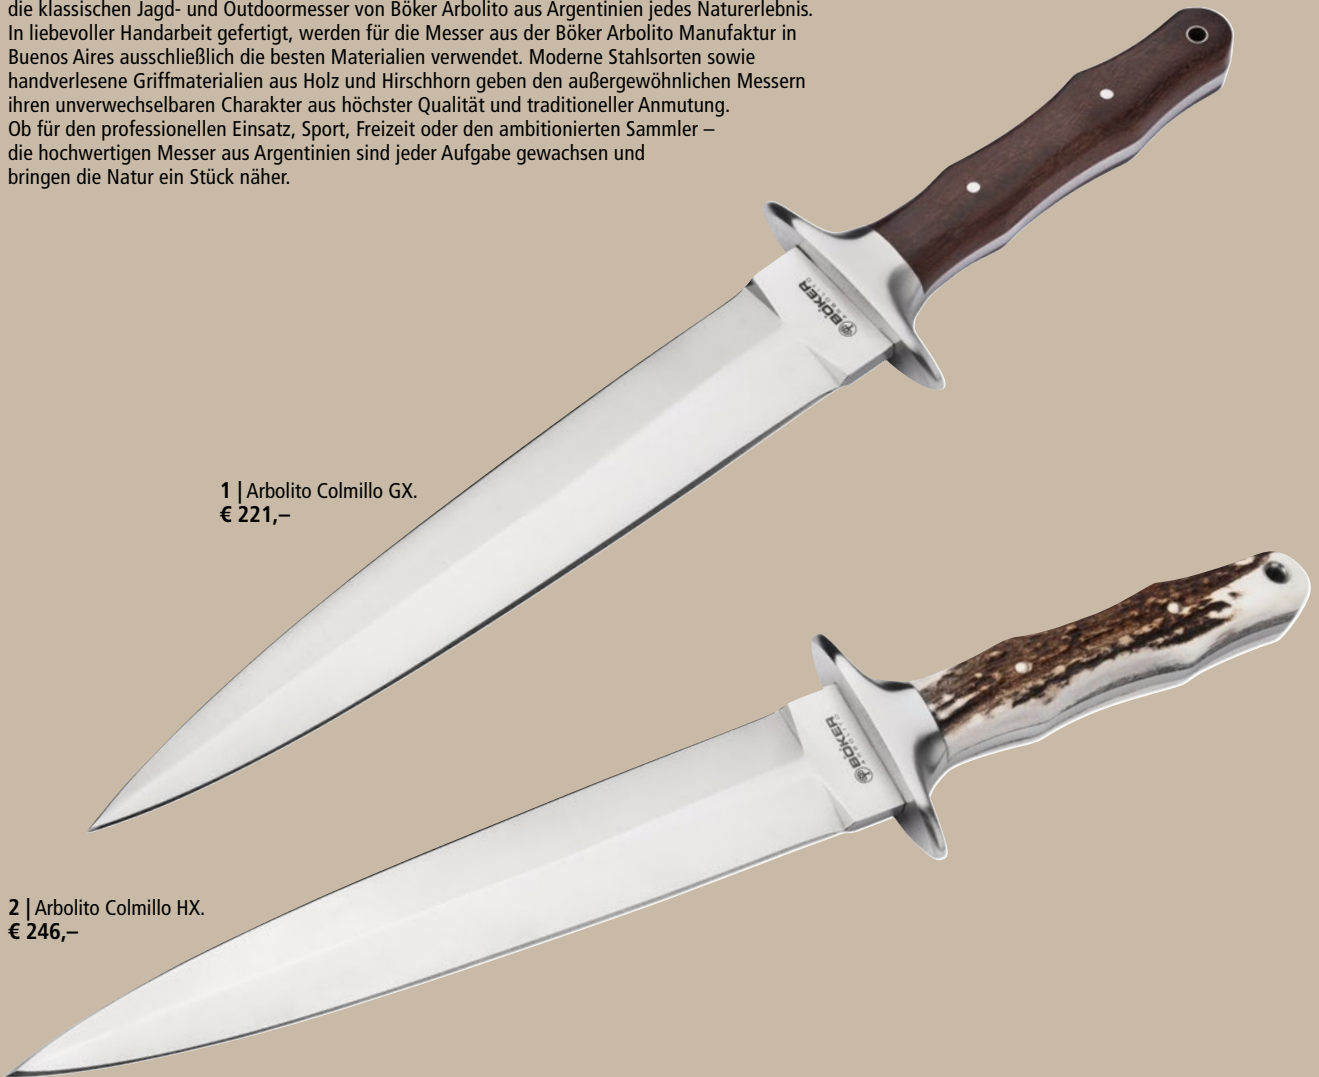 die klassischen Jagd- und Outdoormesser von Böker Arbolito aus Argentinien jedes Naturerlebnis.
In liebevoller Handarbeit gefertigt, werden für die Messer aus der Böker Arbolito Manufaktur in
Buenos Aires ausschließlich die besten Materialien verwendet. Moderne Stahlsorten sowie
handverlesene Griffmaterialien aus Holz und Hirschhorn geben den außergewöhnlichen Messern
ihren unverwechselbaren Charakter aus höchster Qualität und traditioneller Anmutung.
Ob für den professionellen Einsatz, Sport, Freizeit oder den ambitionierten Sammler –
die hochwertigen Messer aus Argentinien sind jeder Aufgabe gewachsen und
bringen die Natur ein Stück näher.
BÖKER
ARBOLITO
1 | Arbolito Colmillo GX.
€ 221,–
BÖKER
ARBOLITO
2 | Arbolito Colmillo HX.
€ 246,–